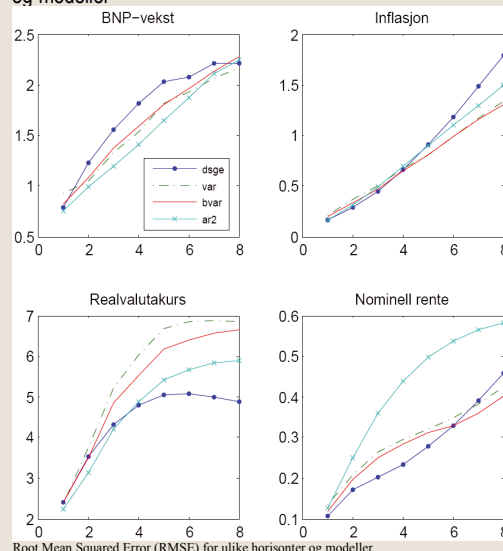 og modeller
BNP-vekst
2.5
2
1.5
1
0.5
2 4 6 8
dsge
var
bvar
ar2
Inflasjon
2
1.5
1
0.5
0
2 4 6 8
Realvalutakurs
7
6
5
4
3
2
2 4 6 8
0
Nominell rente
0.6
0.5
0.4
0.3
0.2
0.1
0 2 4 6 8
Root Mean Squared Error (RMSE) for ulike horisonter og modeller